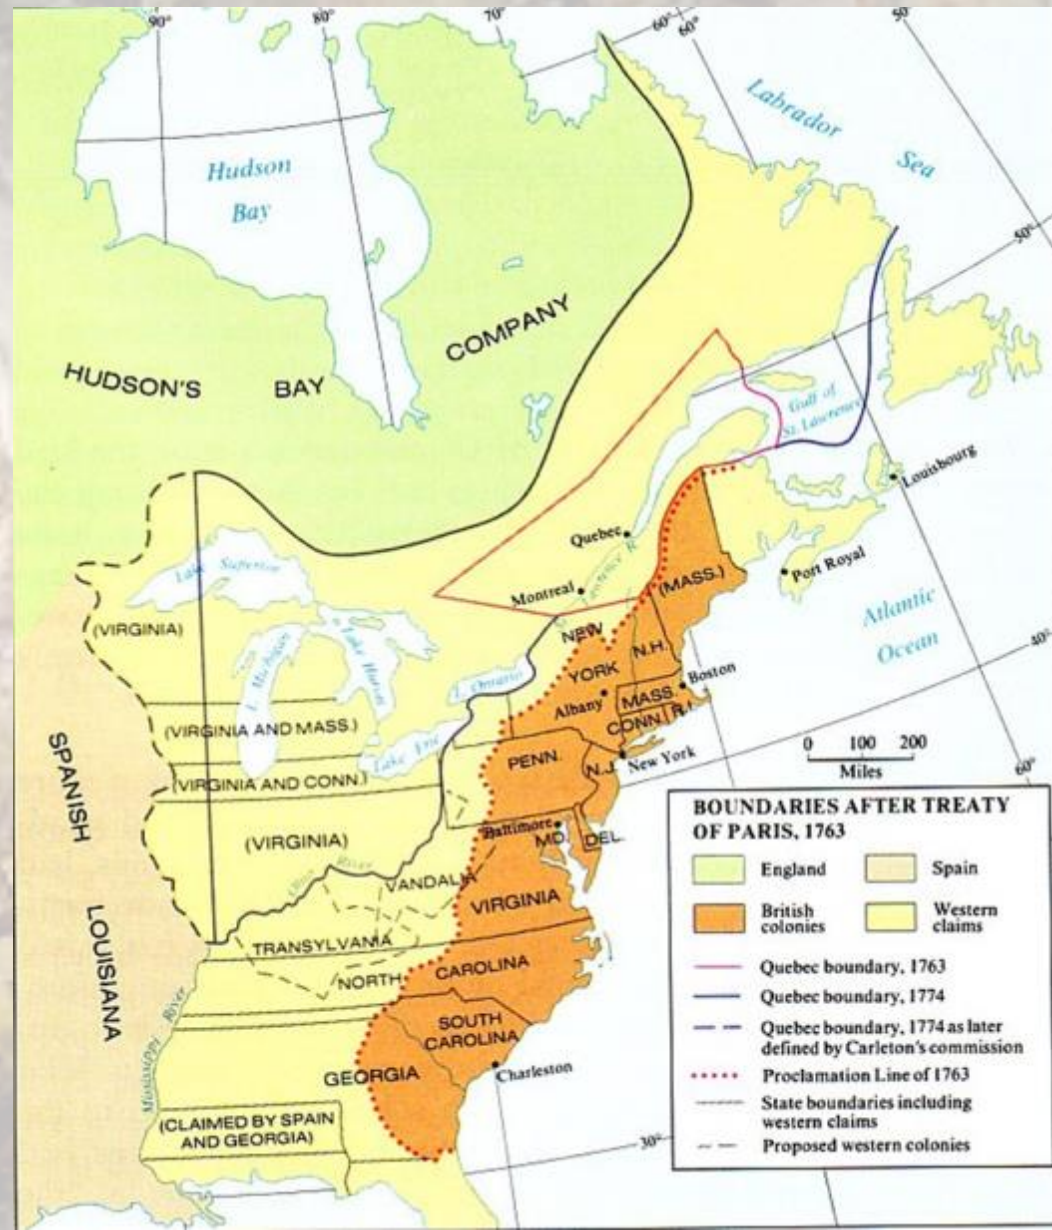 90°
80°
70°
60°
60°
50°
Labrador
Sea
Hudson
Bay
50°
COMPANY
HUDSON'S BAY
Gulf of
St. Lawrence
Louisbourg
Quebec
Lawrence R.
Port Royal
Montreal
(MASS.)
Lake Superior
Atlantic
Ocean
40°
(VIRGINIA)
NEW
YORK
N.H.
L. Michigan
Lake Huron
L. Ontario
Boston
Albany
MASS.
(VIRGINIA AND MASS.)
CONN.
R.I.
Lake Erie
PENN.
N.J.
New York
0 100 200
Miles
60°
(VIRGINIA AND CONN.)
SPANISH
LOUISIANA
(VIRGINIA)
Baltimore
MD.
DEL.
Ohio River
VANDALIA
VIRGINIA
TRANSYLVANIA
NORTH CAROLINA
SOUTH
CAROLINA
Mississippi River
GEORGIA
Charleston
(CLAIMED BY SPAIN
AND GEORGIA)
30°
BOUNDARIES AFTER TREATY
OF PARIS, 1763
England
Spain
British
colonies
Western
claims
Quebec boundary, 1763
Quebec boundary, 1774
Quebec boundary, 1774 as later
defined by Carleton's commission
Proclamation Line of 1763
State boundaries including
western claims
Proposed western colonies